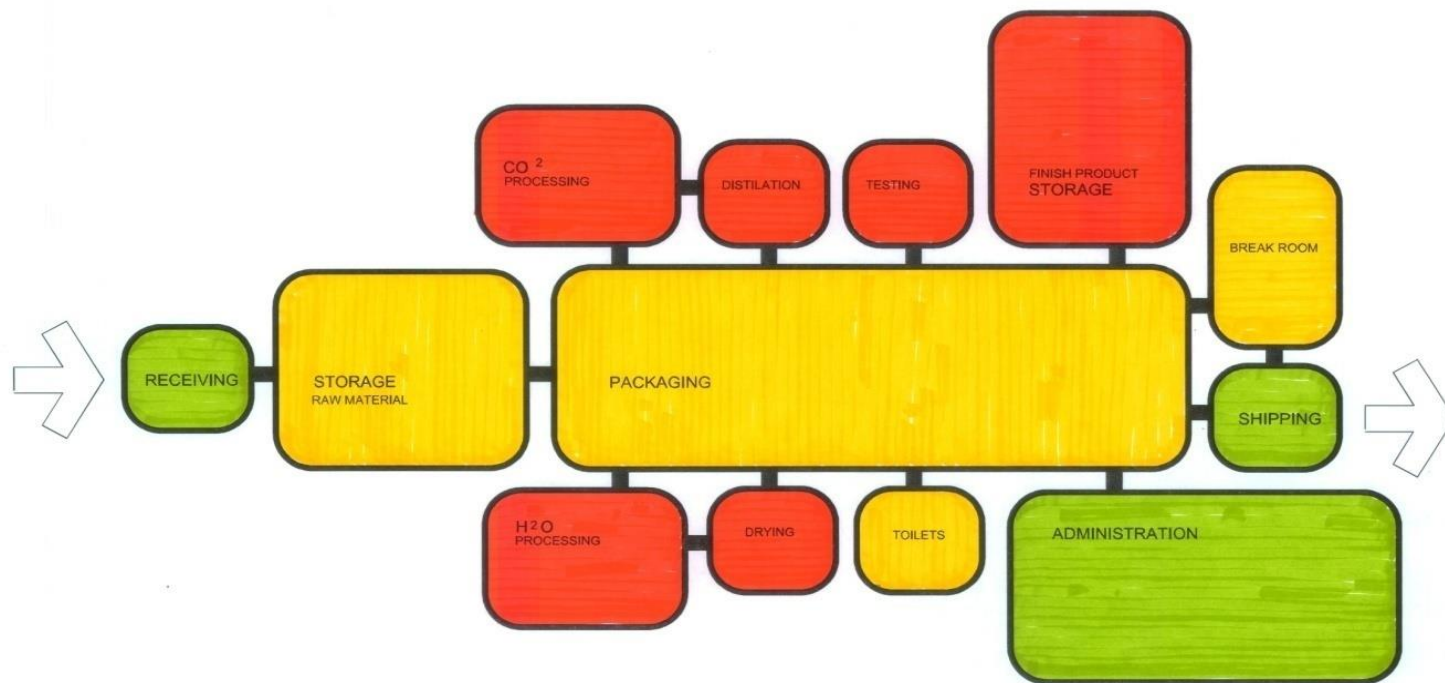 CO 2
PROCESSING
DISTILATION
TESTING
FINISH PRODUCT
STORAGE
BREAK ROOM
RECEIVING
STORAGE
RAW MATERIAL
PACKAGING
SHIPPING
H2O
PROCESSING
DRYING
TOILETS
ADMINISTRATION